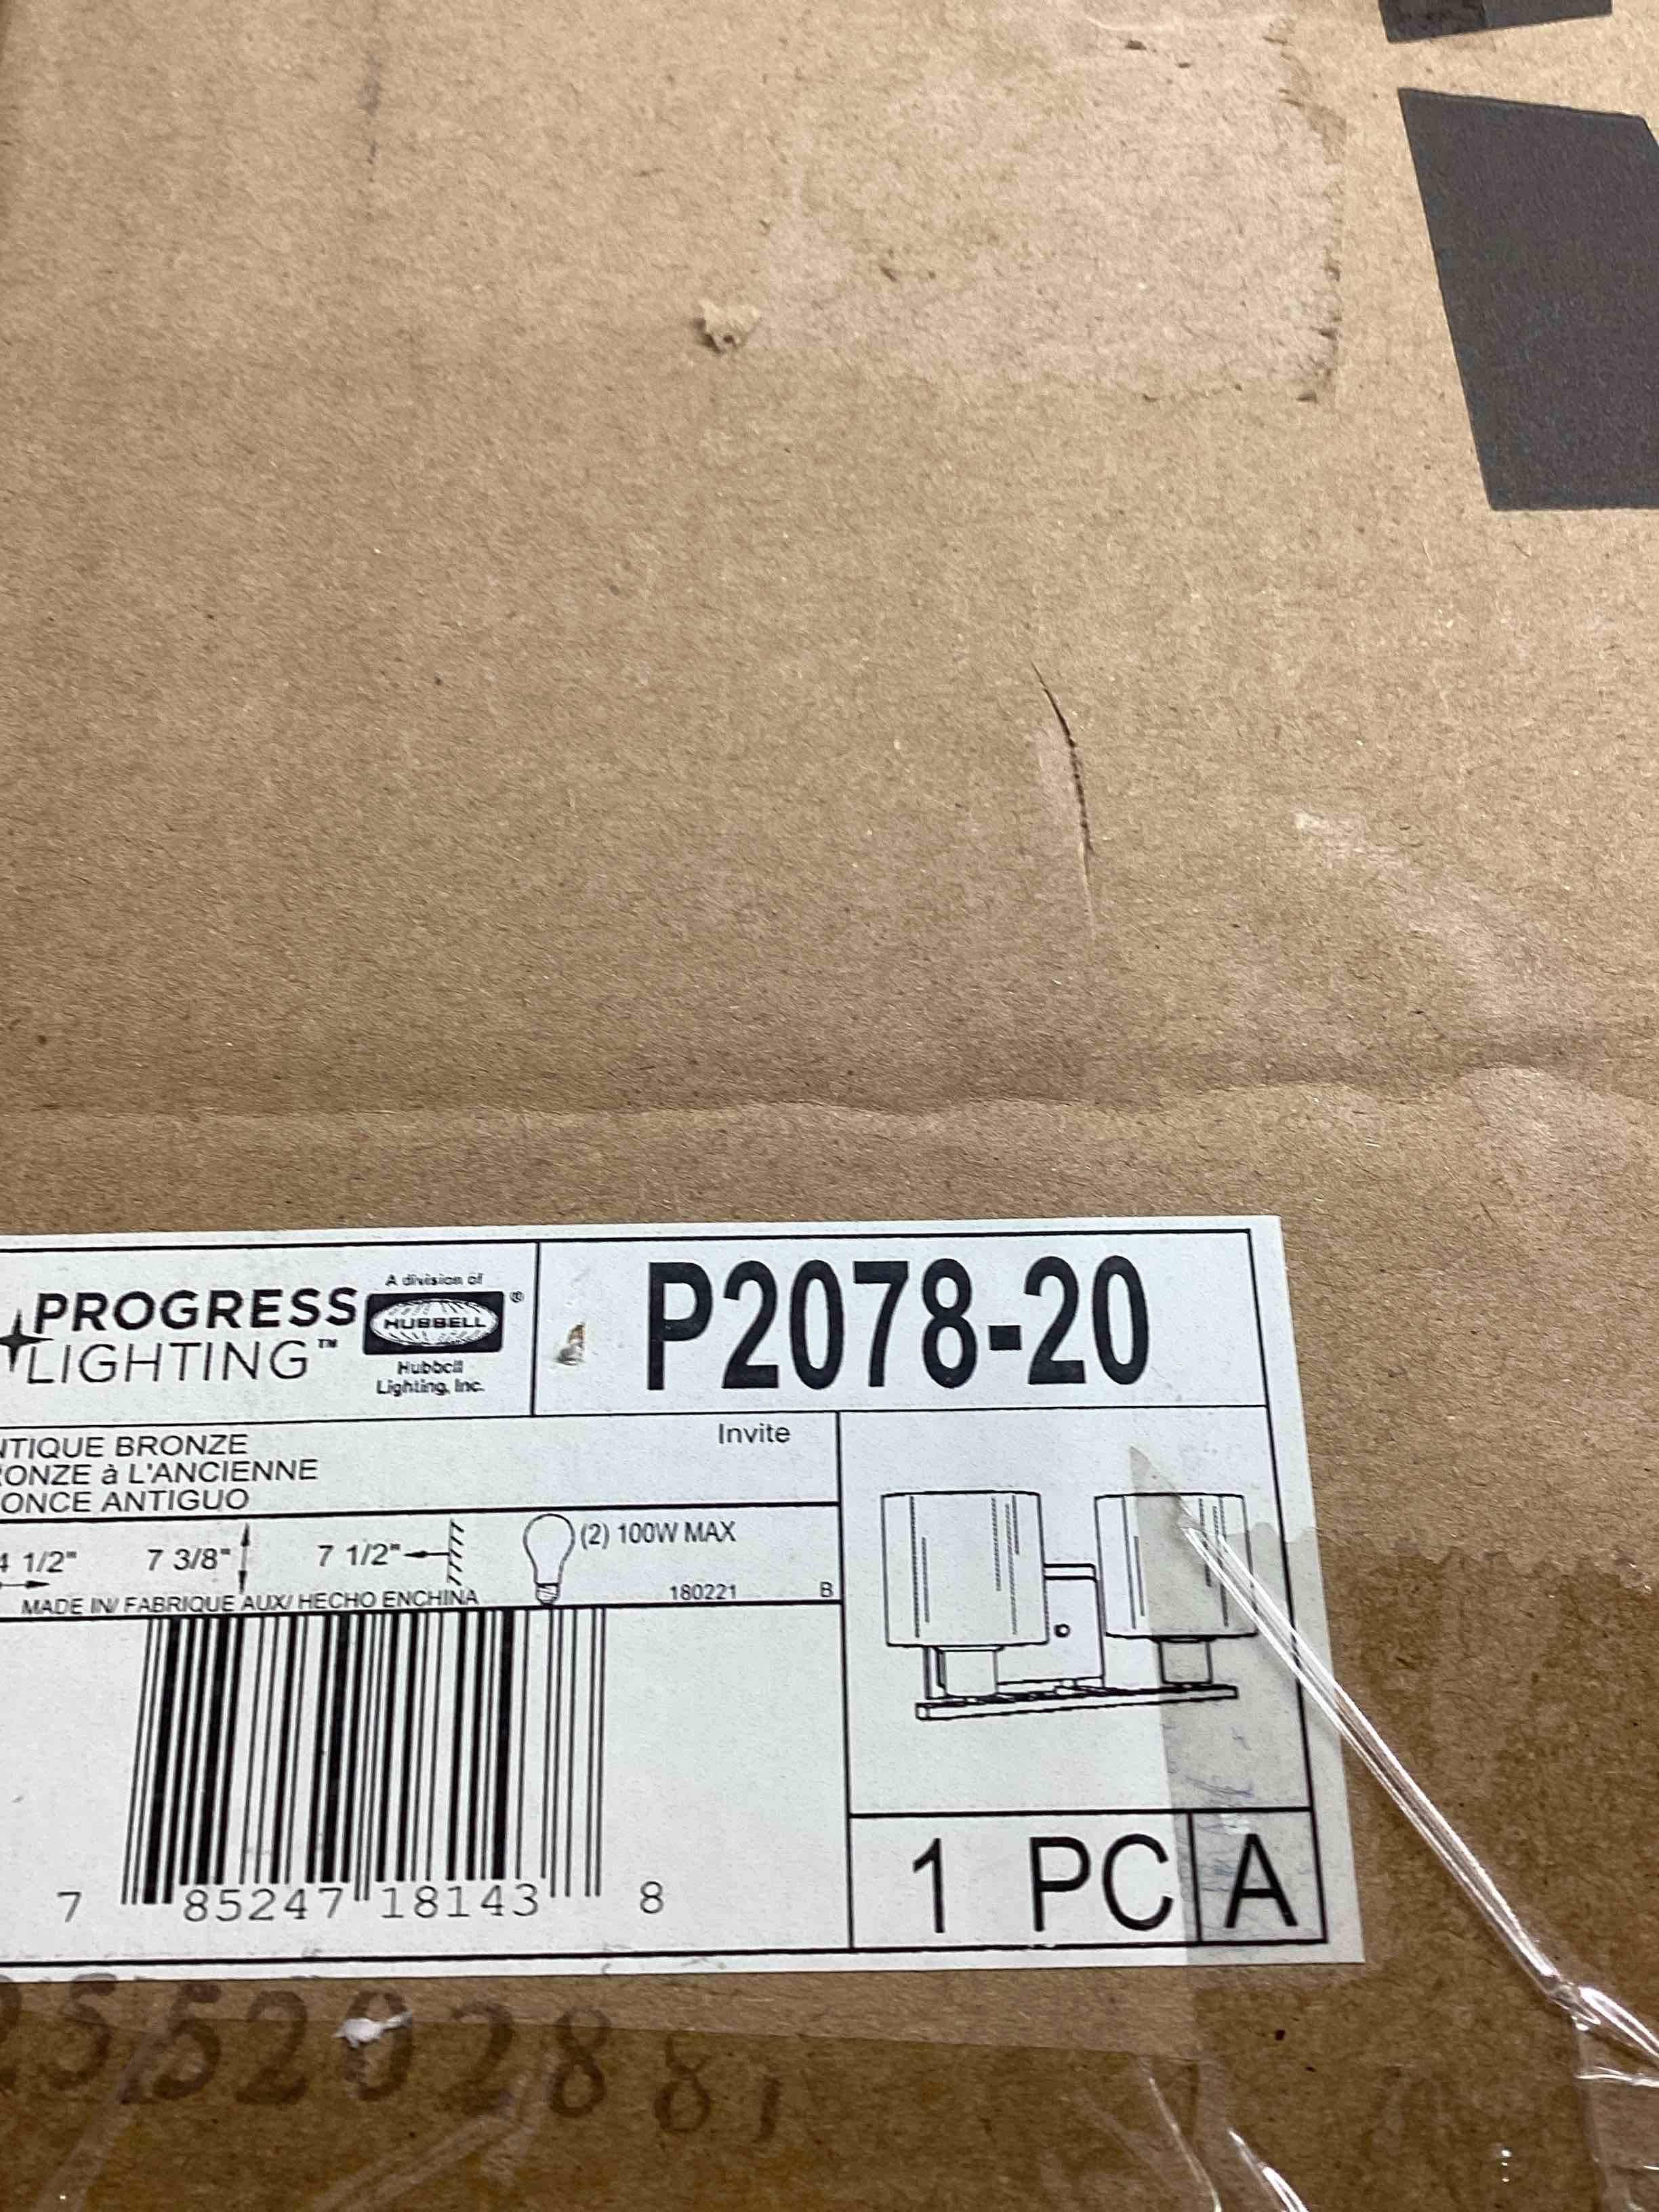 PROGRESS
LIGHTING™
A division of
HUBBELL ®
Hubbell
Lighting, Inc.
P2078-20
NTIQUE BRONZE
RONZE à L'ANCIENNE
ONCE ANTIGUO
Invite
4 1/2" 7 3/8" 7 1/2" (2) 100W MAX
MADE IN/ FABRIQUE AUX/ HECHO ENCHINA 180221 B
7 85247 18143 8
1 PC A